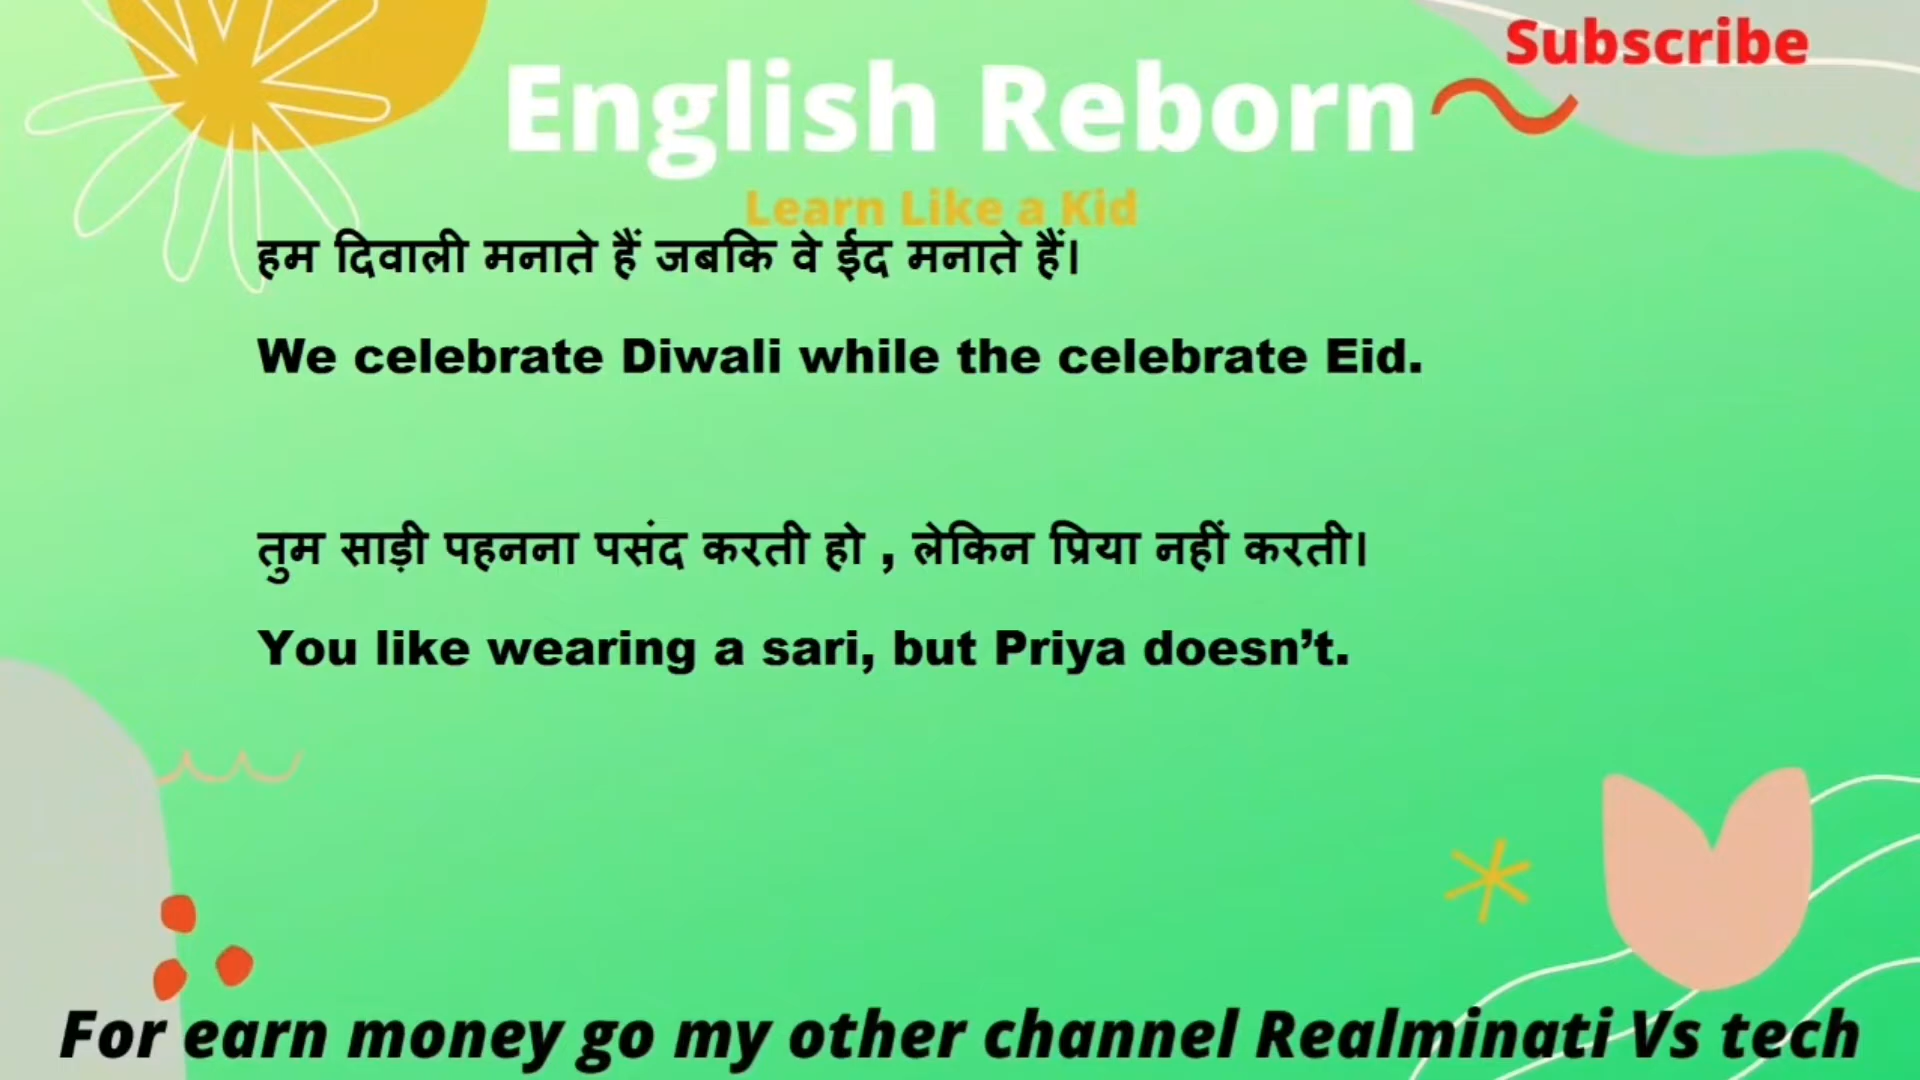 Subscribe
English Reborn
Learn Like a Kid
हम दिवाली मनाते हैं जबकि वे ईद मनाते हैं।
We celebrate Diwali while the celebrate Eid.
तुम साड़ी पहनना पसंद करती हो , लेकिन प्रिया नहीं करती।
You like wearing a sari, but Priya doesn’t.
For earn money go my other channel Realminati Vs tech